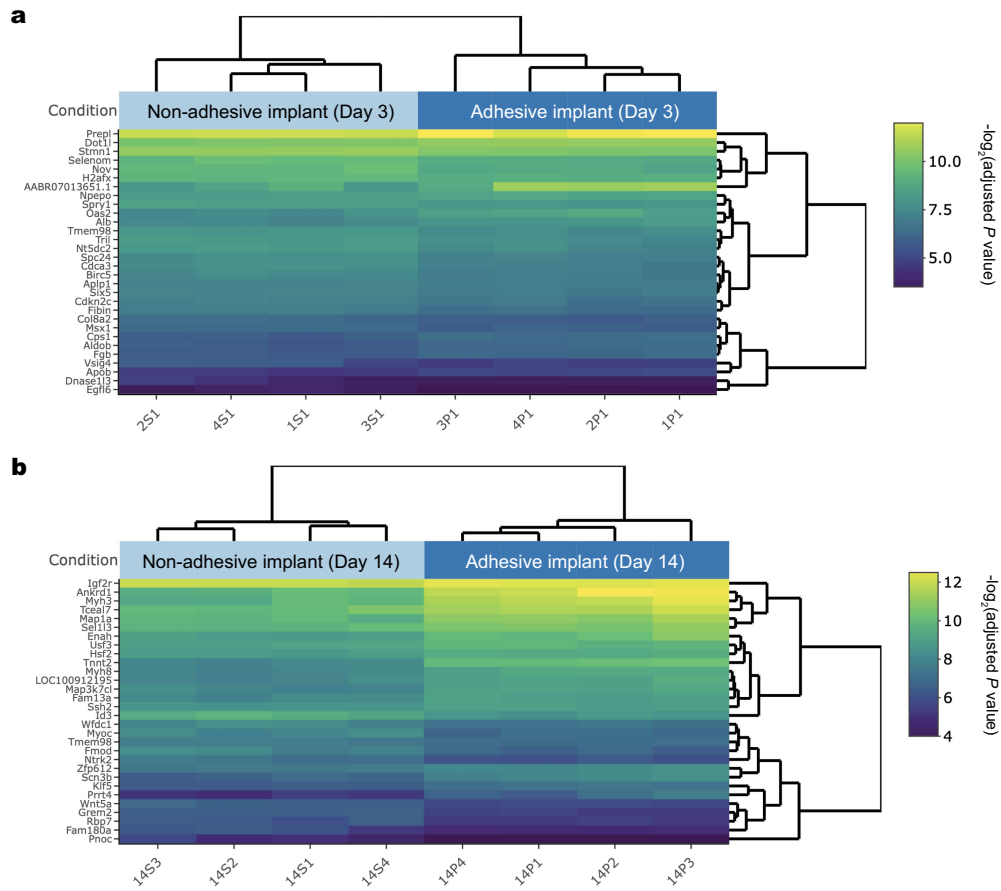 a
Condition
Non-adhesive implant (Day 3)
Adhesive implant (Day 3)
Prepl
Dot1l
Stmn1
Selenom
Nov
H2afx
AABR07013651.1
Npepo
Spry1
Oas2
Alb
Tmem98
Tril
Nt5dc2
Spc24
Cdca3
Birc5
Aplp1
Six5
Cdkn2c
Fibin
Col8a2
Msx1
Cps1
Aldob
Fgb
Vsig4
Apob
Dnase1l3
Egfl6
2S1
4S1
1S1
3S1
3P1
4P1
2P1
1P1
10.0
7.5
5.0
-log2(adjusted P value)
b
Condition
Non-adhesive implant (Day 14)
Adhesive implant (Day 14)
Igf2r
Ankrd1
Myh3
Tceal7
Map1a
Sel1l3
Enah
Usf3
Hsf2
Tnnt2
Myh8
LOC100912195
Map3k7cl
Fam13a
Ssh2
Id3
Wfdc1
Myoc
Tmem98
Fmod
Ntrk2
Zfp612
Scn3b
Klf5
Prrt4
Wnt5a
Grem2
Rbp7
Fam180a
Pnoc
14S3
14S2
14S1
14S4
14P4
14P1
14P2
14P3
12
10
8
6
4
-log2(adjusted P value)